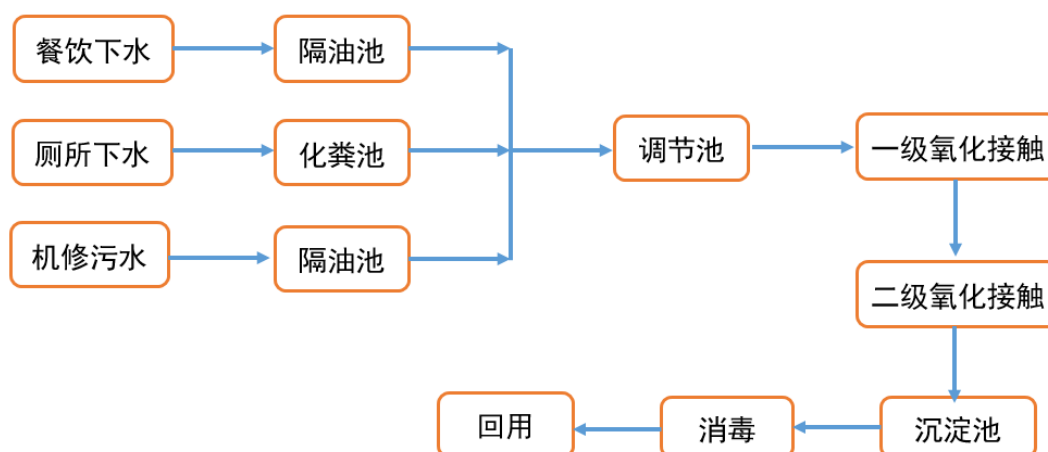 餐饮下水
隔油池
厕所下水
化粪池
调节池
一级氧化接触
机修污水
隔油池
二级氧化接触
回用
消毒
沉淀池